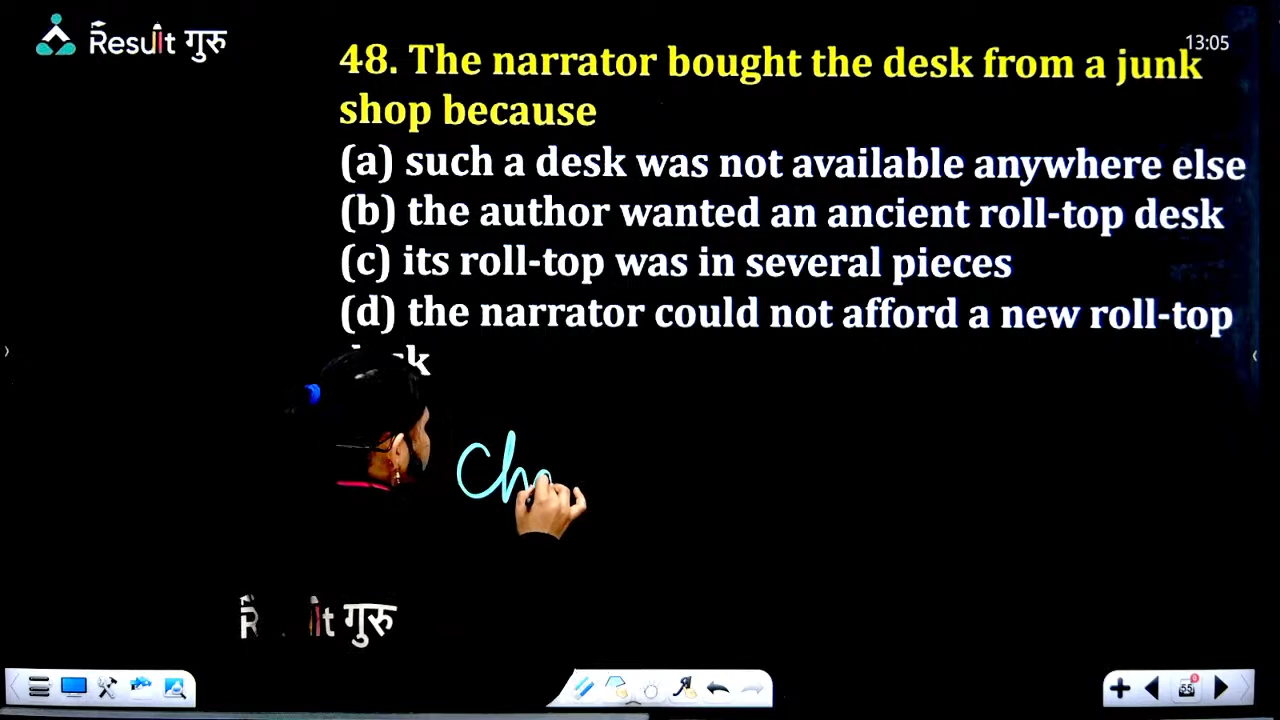 Result गुरु
13:05
48. The narrator bought the desk from a junk
shop because
(a) such a desk was not available anywhere else
(b) the author wanted an ancient roll-top desk
(c) its roll-top was in several pieces
(d) the narrator could not afford a new roll-top
Ch
गुरु
55